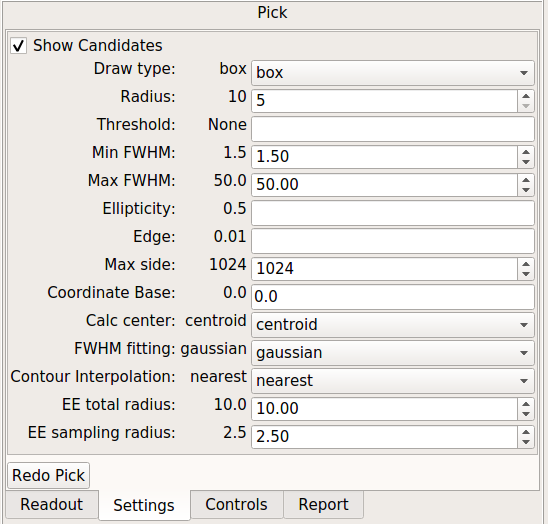 Pick
Show Candidates
Draw type: box box
Radius: 10 5
Threshold: None
Min FWHM: 1.5 1.50
Max FWHM: 50.0 50.00
Ellipticity: 0.5
Edge: 0.01
Max side: 1024 1024
Coordinate Base: 0.0 0.0
Calc center: centroid centroid
FWHM fitting: gaussian gaussian
Contour Interpolation: nearest nearest
EE total radius: 10.0 10.00
EE sampling radius: 2.5 2.50
Redo Pick
Readout Settings Controls Report